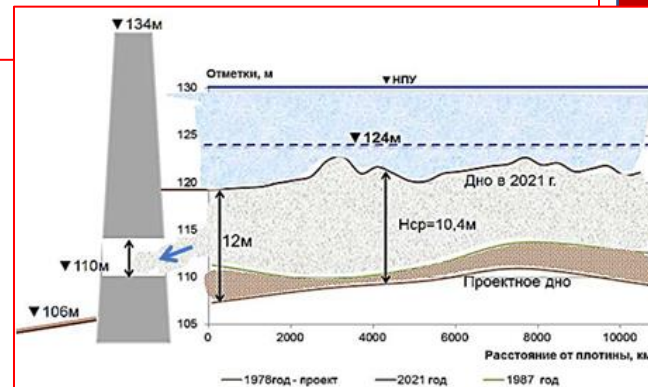 ▼134м
Отметки, м
▼НПУ
130
125
▼124м
120
Дно в 2021 г.
115
12м
Нср=10,4м
▼110м
110
Проектное дно
▼106м
105
0 2000 4000 6000 8000 10000
Расстояние от плотины, км
1978год - проект 2021 год 1987 год